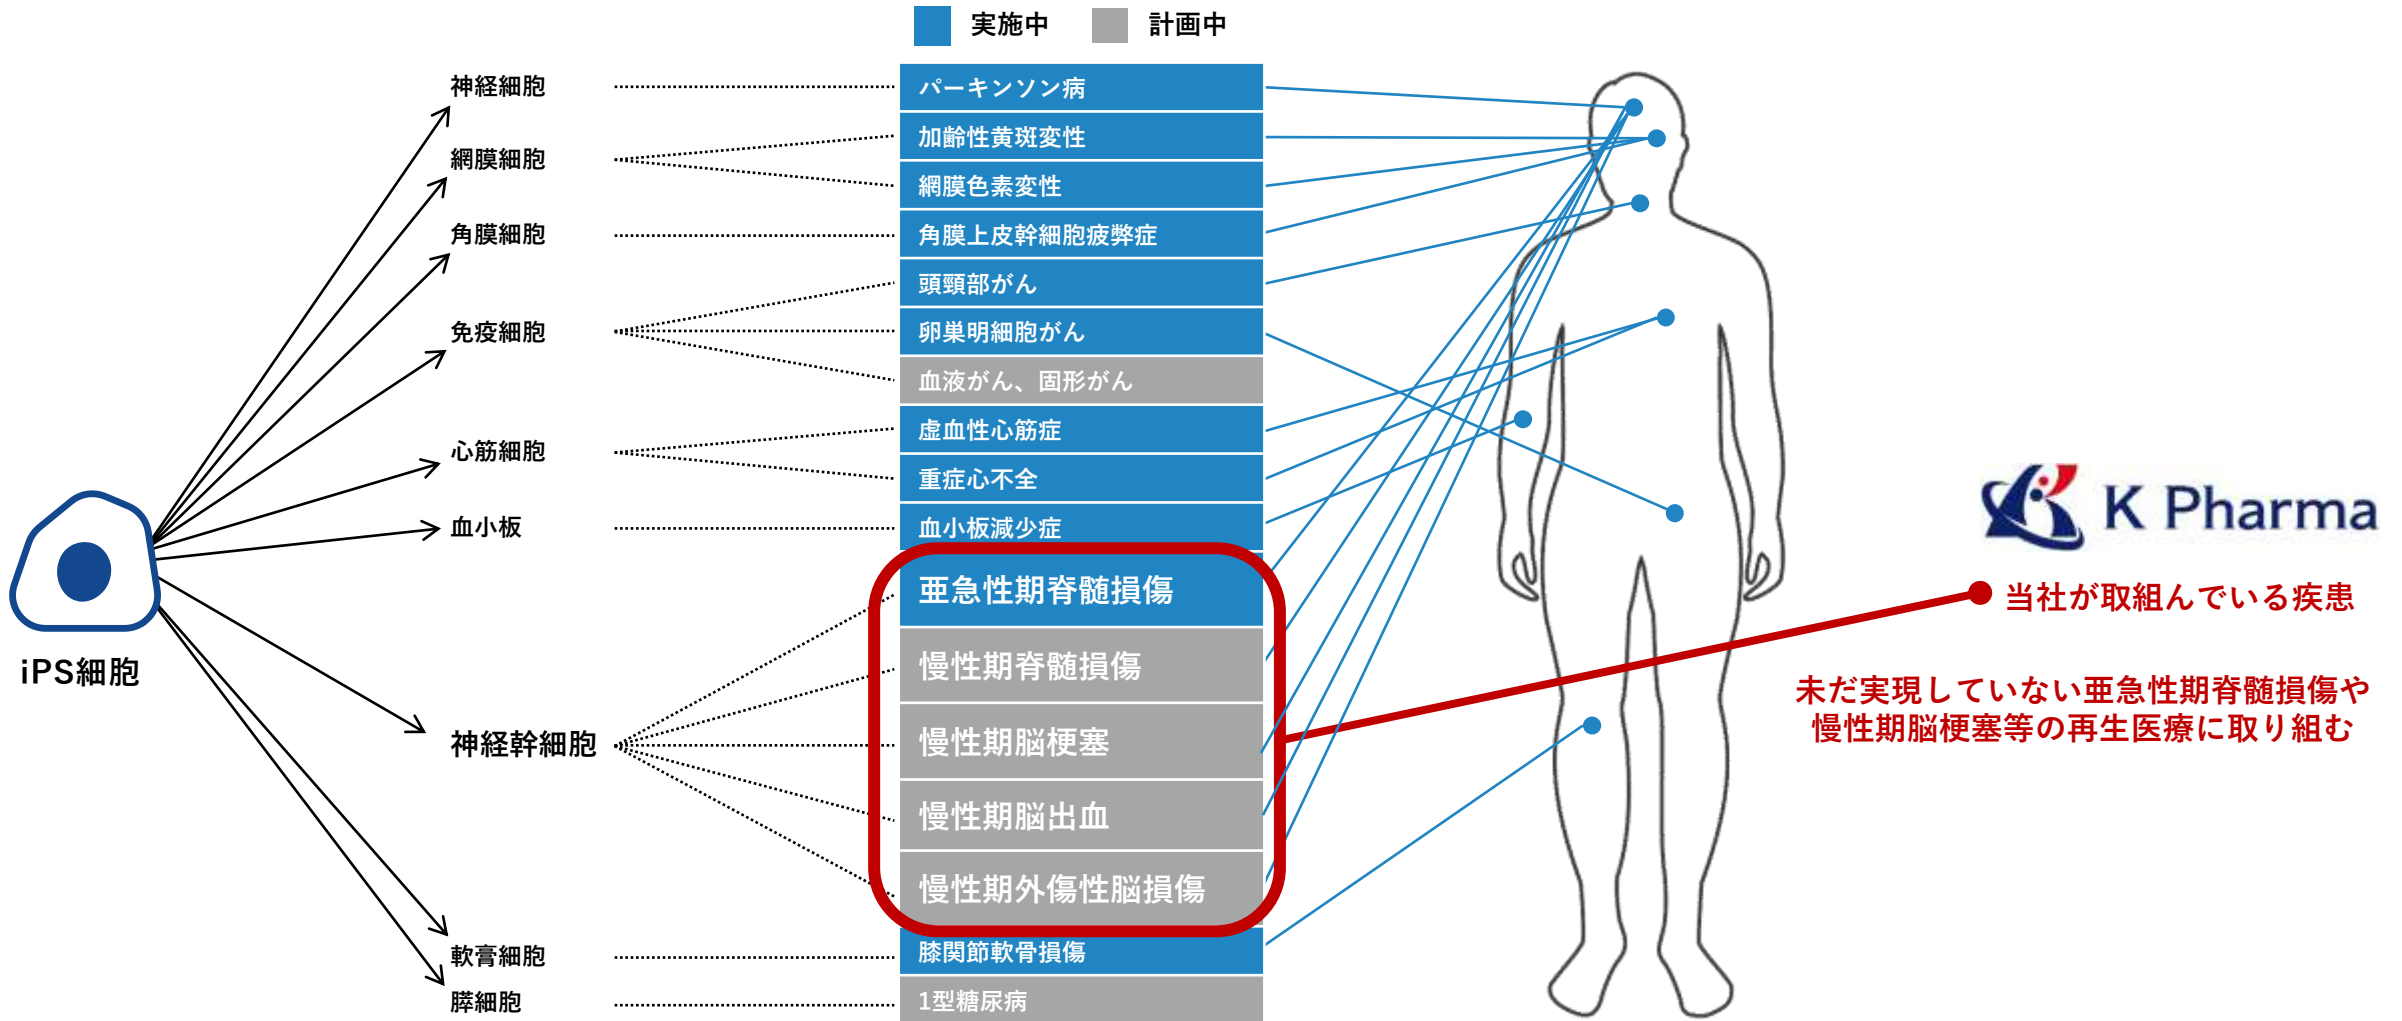 実施中
計画中
神経細胞
網膜細胞
角膜細胞
免疫細胞
心筋細胞
血小板
神経幹細胞
軟膏細胞
膵細胞
iPS細胞
パーキンソン病
加齢性黄斑変性
網膜色素変性
角膜上皮幹細胞疲弊症
頭頸部がん
卵巣明細胞がん
血液がん、固形がん
虚血性心筋症
重症心不全
血小板減少症
亜急性期脊髄損傷
慢性期脊髄損傷
慢性期脳梗塞
慢性期脳出血
慢性期外傷性脳損傷
膝関節軟骨損傷
1型糖尿病
K Pharma
当社が取組んでいる疾患
未だ実現していない亜急性期脊髄損傷や
慢性期脳梗塞等の再生医療に取り組む